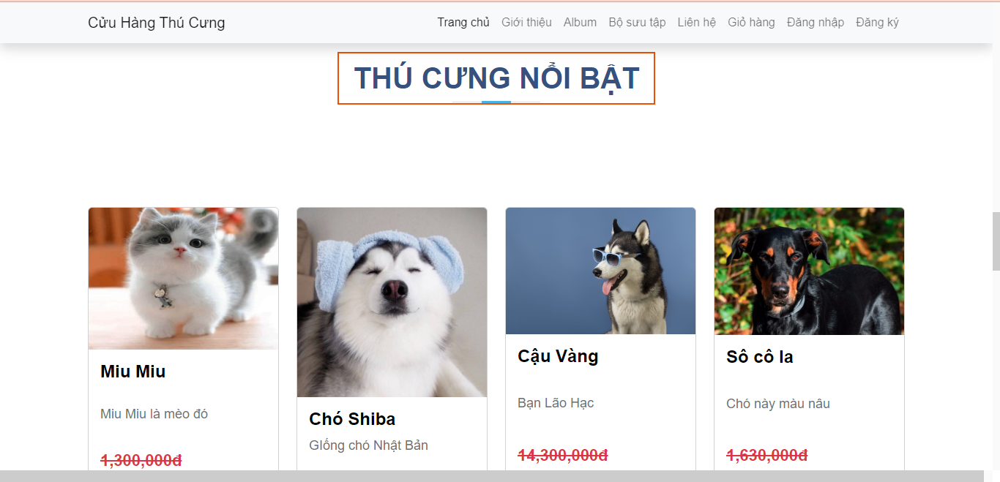 Cửu Hàng Thú Cưng
Trang chủ Giới thiệu Album Bộ sưu tập Liên hệ Giỏ hàng Đăng nhập Đăng ký
THÚ CƯNG NỔI BẬT
Miu Miu
Miu Miu là mèo đó
1,300,000đ
Chó Shiba
GIống chó Nhật Bản
Cậu Vàng
Bạn Lão Hạc
14,300,000đ
Sô cô la
Chó này màu nâu
1,630,000đ